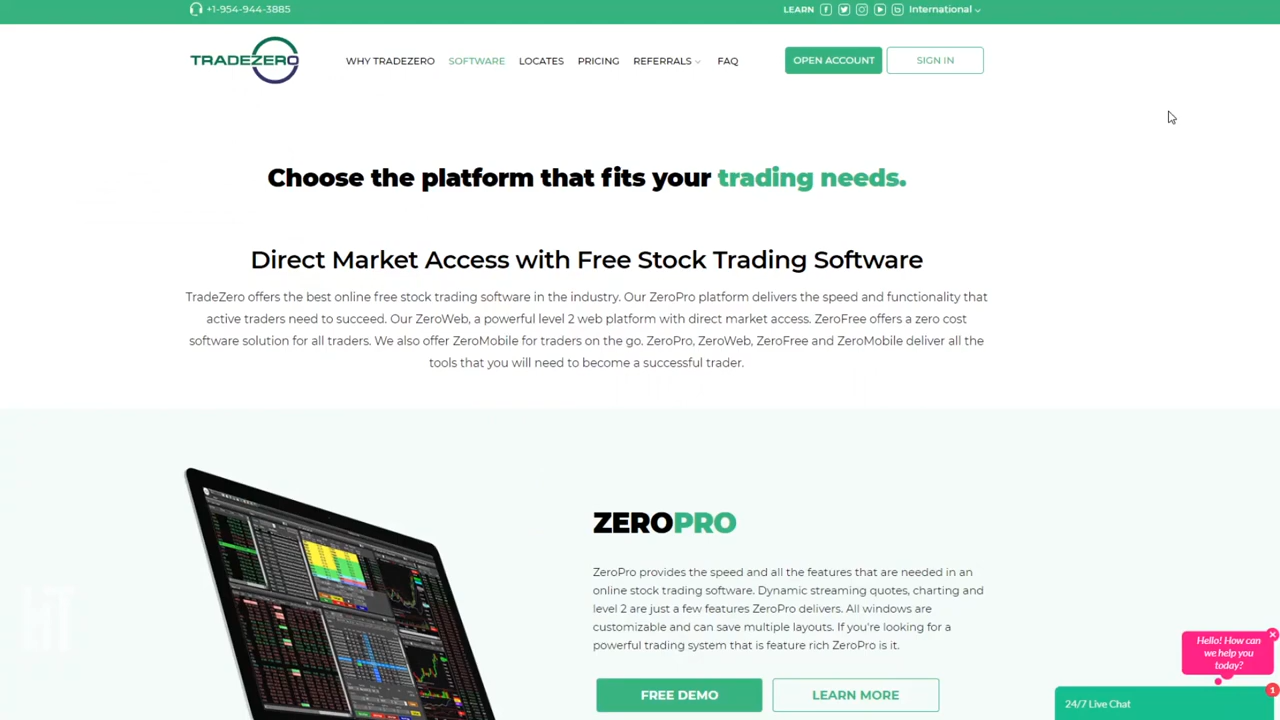 +1-954-944-3885
LEARN International
TRADEZERO WHY TRADEZERO SOFTWARE LOCATES PRICING REFERRALS FAQ OPEN ACCOUNT SIGN IN
Choose the platform that fits your trading needs.
Direct Market Access with Free Stock Trading Software
TradeZero offers the best online free stock trading software in the industry. Our ZeroPro platform delivers the speed and functionality that
active traders need to succeed. Our ZeroWeb, a powerful level 2 web platform with direct market access. ZeroFree offers a zero cost
software solution for all traders. We also offer ZeroMobile for traders on the go. ZeroPro, ZeroWeb, ZeroFree and ZeroMobile deliver all the
tools that you will need to become a successful trader.
ZEROPRO
ZeroPro provides the speed and all the features that are needed in an
online stock trading software. Dynamic streaming quotes, charting and
level 2 are just a few features ZeroPro delivers. All windows are
customizable and can save multiple layouts. If you're looking for a
powerful trading system that is feature rich ZeroPro is it.
FREE DEMO LEARN MORE
Hello! How can
we help you
today?
24/7 Live Chat
1